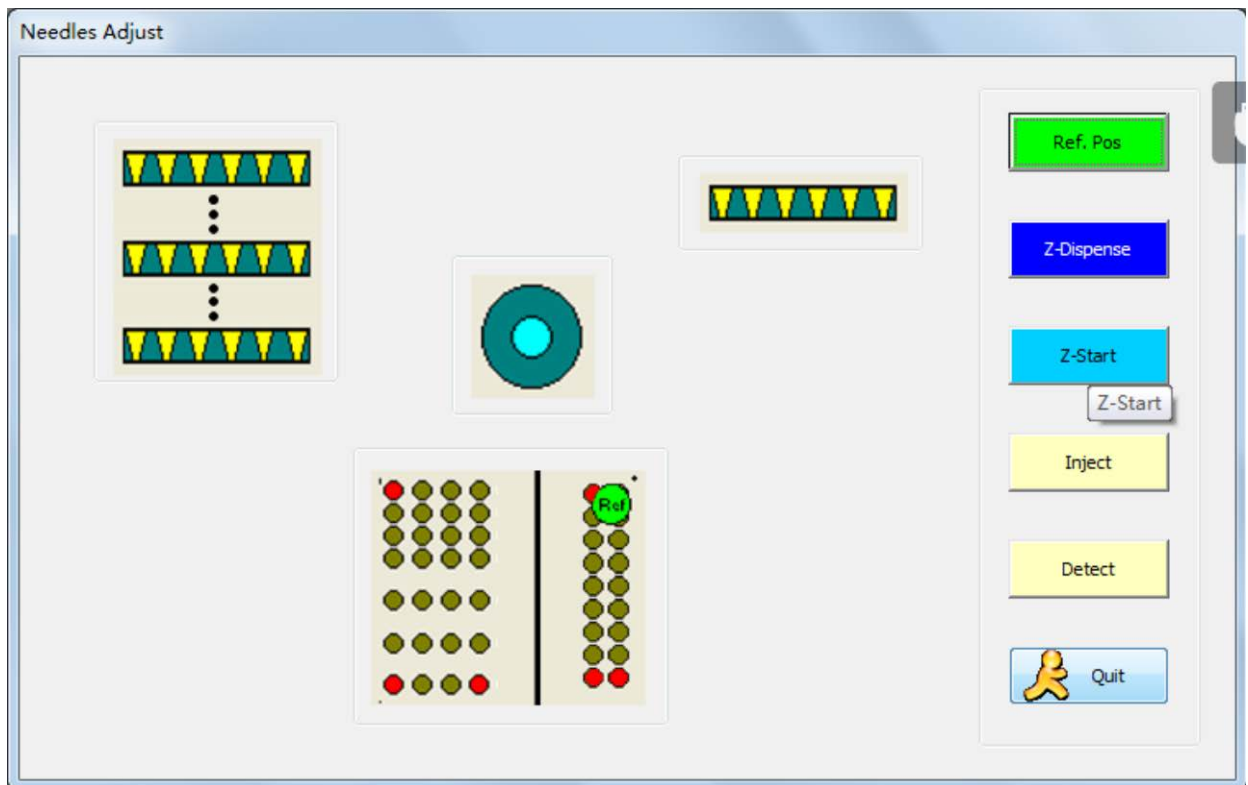 Needles Adjust
Ref. Pos
Z-Dispense
Z-Start
Z-Start
Inject
Detect
Quit
Ref